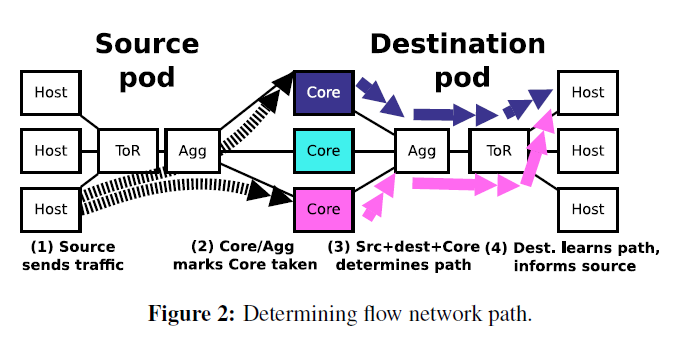 Source
pod
Destination
pod
Host
Host
Host
ToR
Agg
Core
Core
Core
Agg
ToR
Host
Host
Host
(1) Source
sends traffic
(2) Core/Agg
marks Core taken
(3) Src+dest+Core
determines path
(4) Dest. learns path,
informs source
Figure 2: Determining flow network path.